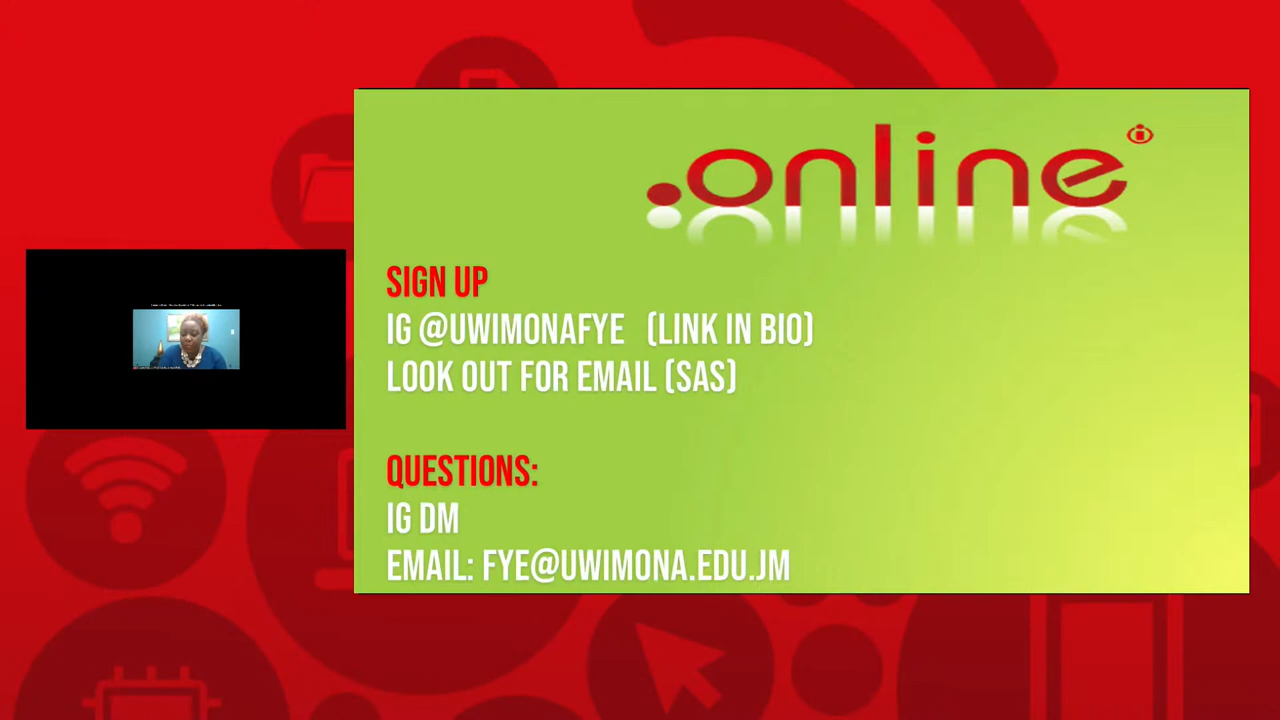 .online
SIGN UP
IG @UWIMONAFYE (LINK IN BIO)
LOOK OUT FOR EMAIL (SAS)
QUESTIONS:
IG DM
EMAIL: FYE@UWIMONA.EDU.JM